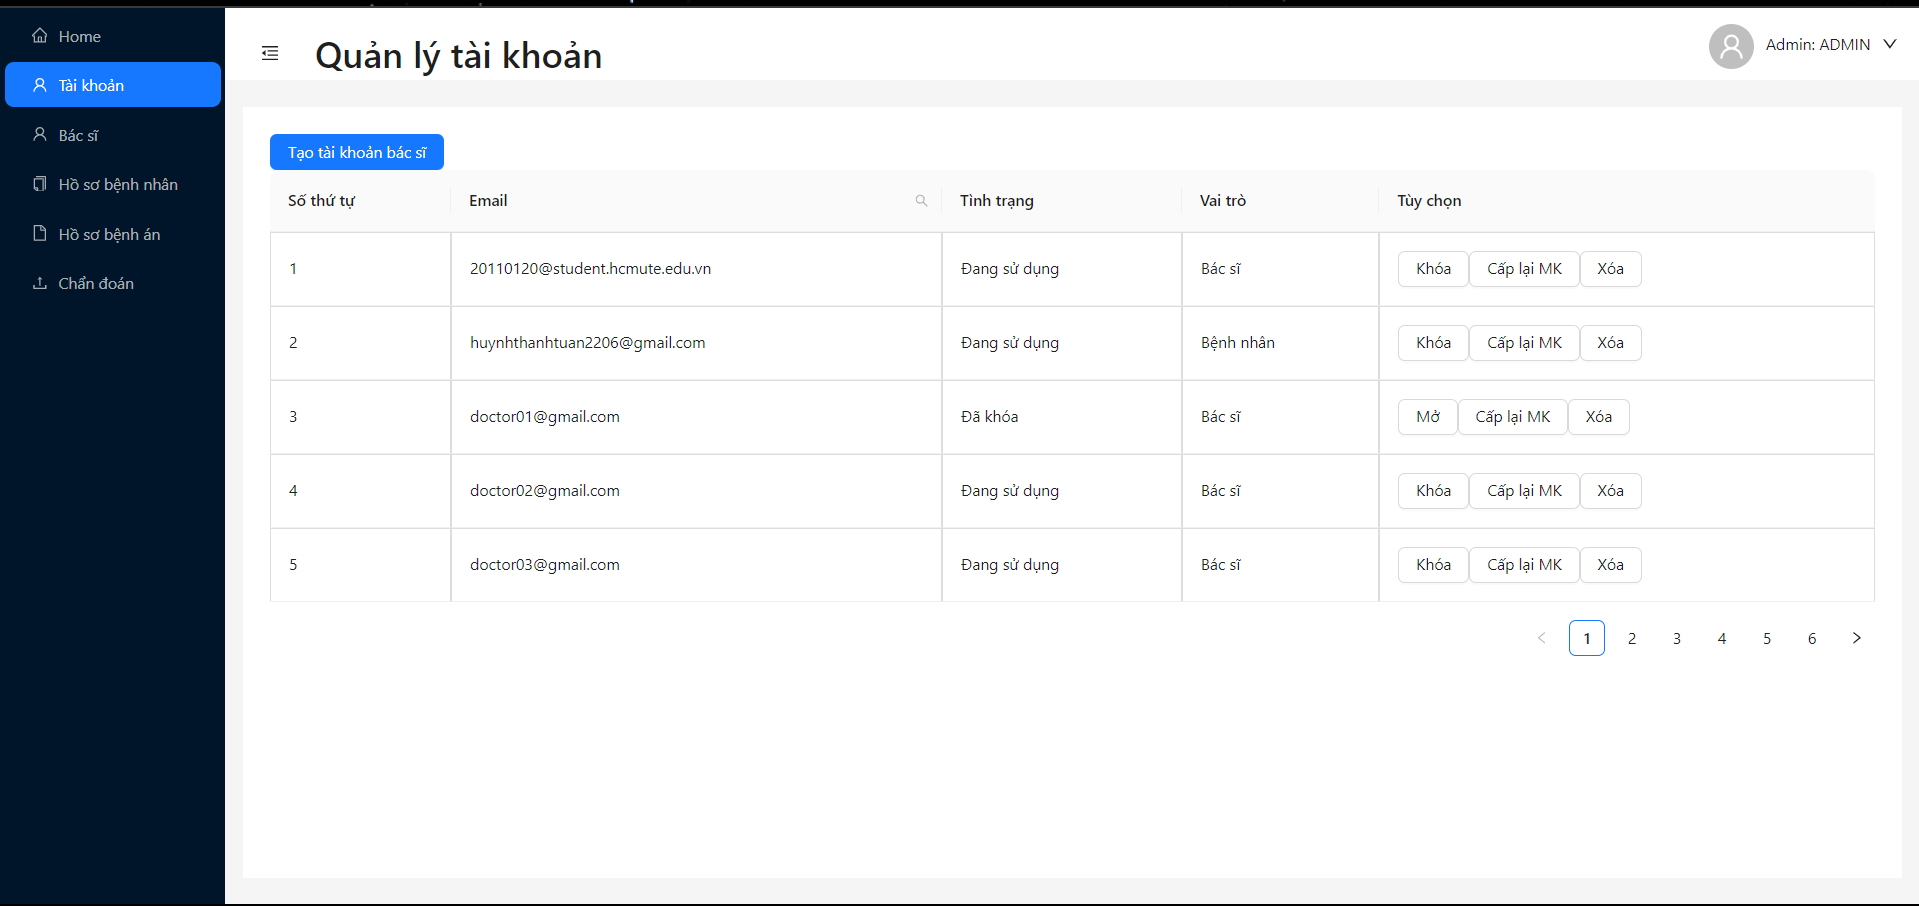 Home
Tài khoản
Bác sĩ
Hồ sơ bệnh nhân
Hồ sơ bệnh án
Chẩn đoán
Quản lý tài khoản
Admin: ADMIN
Tạo tài khoản bác sĩ
Số thứ tự Email Tình trạng Vai trò Tùy chọn
1 20110120@student.hcmute.edu.vn Đang sử dụng Bác sĩ Khóa Cấp lại MK Xóa
2 huynhthanhtuan2206@gmail.com Đang sử dụng Bệnh nhân Khóa Cấp lại MK Xóa
3 doctor01@gmail.com Đã khóa Bác sĩ Mở Cấp lại MK Xóa
4 doctor02@gmail.com Đang sử dụng Bác sĩ Khóa Cấp lại MK Xóa
5 doctor03@gmail.com Đang sử dụng Bác sĩ Khóa Cấp lại MK Xóa
1 2 3 4 5 6